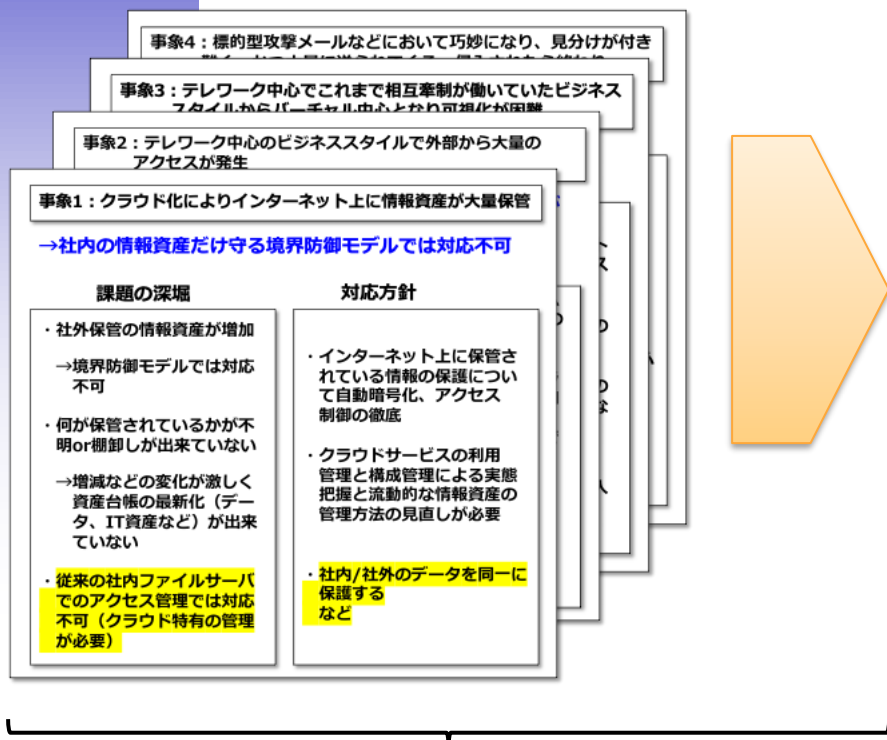 事象4：標的型攻撃メールなどにおいて巧妙になり、見分けが付き
事象3：テレワーク中心でこれまで相互牽制が働いていたビジネス
スタイルからバーチャル中心となり可視化が困難
事象2：テレワーク中心のビジネススタイルで外部から大量の
アクセスが発生
事象1：クラウド化によりインターネット上に情報資産が大量保管
→社内の情報資産だけ守る境界防御モデルでは対応不可
課題の深堀
・社外保管の情報資産が増加
→境界防御モデルでは対応
不可
・何が保管されているかが不
明or棚卸しが出来ていない
→増減などの変化が激しく
資産台帳の最新化（デー
タ、IT資産など）が出来
ていない
・従来の社内ファイルサーバ
でのアクセス管理では対応
不可（クラウド特有の管理
が必要）
対応方針
・インターネット上に保管さ
れている情報の保護につい
て自動暗号化、アクセス
制御の徹底
・クラウドサービスの利用
管理と構成管理による実態
把握と流動的な情報資産の
管理方法の見直しが必要
・社内/社外のデータを同一に
保護する
など